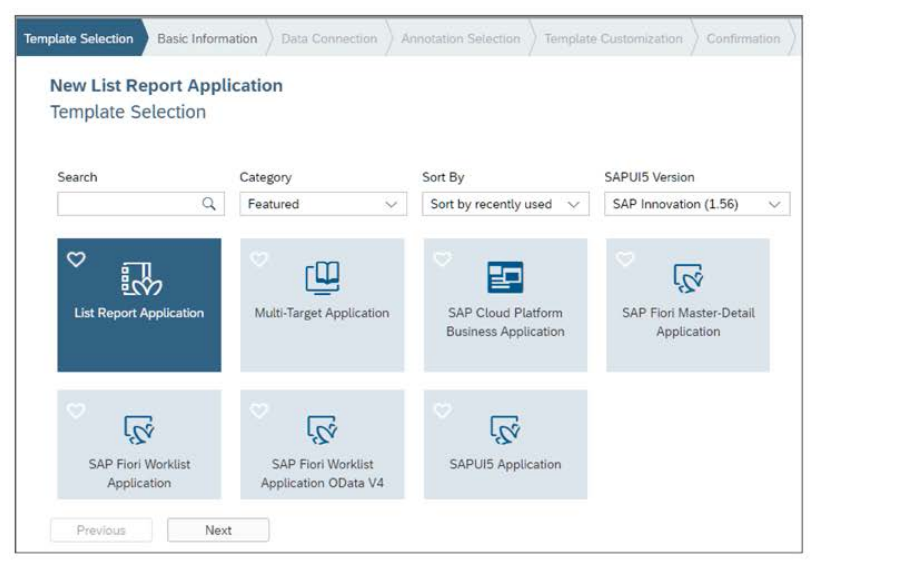 Template Selection Basic Information Data Connection Annotation Selection Template Customization Confirmation
New List Report Application
Template Selection
Search Category Sort By SAPUI5 Version
Featured Sort by recently used SAP Innovation (1.56)
List Report Application Multi-Target Application SAP Cloud Platform SAP Fiori Master-Detail
Business Application Application
SAP Fiori Worklist SAP Fiori Worklist SAPUI5 Application
Application Application OData V4
Previous Next